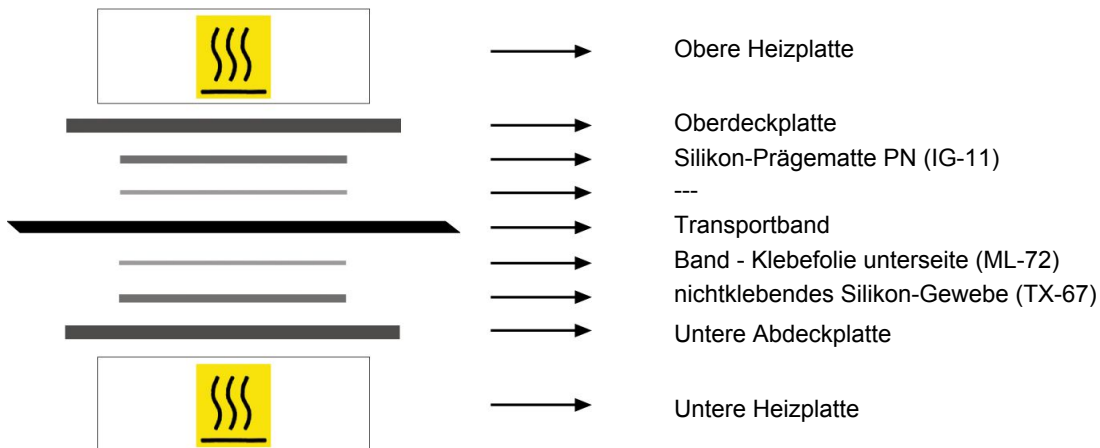 Obere Heizplatte
Oberdeckplatte
Silikon-Prägematte PN (IG-11)
---
Transportband
Band - Klebefolie unterseite (ML-72)
nichtklebendes Silikon-Gewebe (TX-67)
Untere Abdeckplatte
Untere Heizplatte